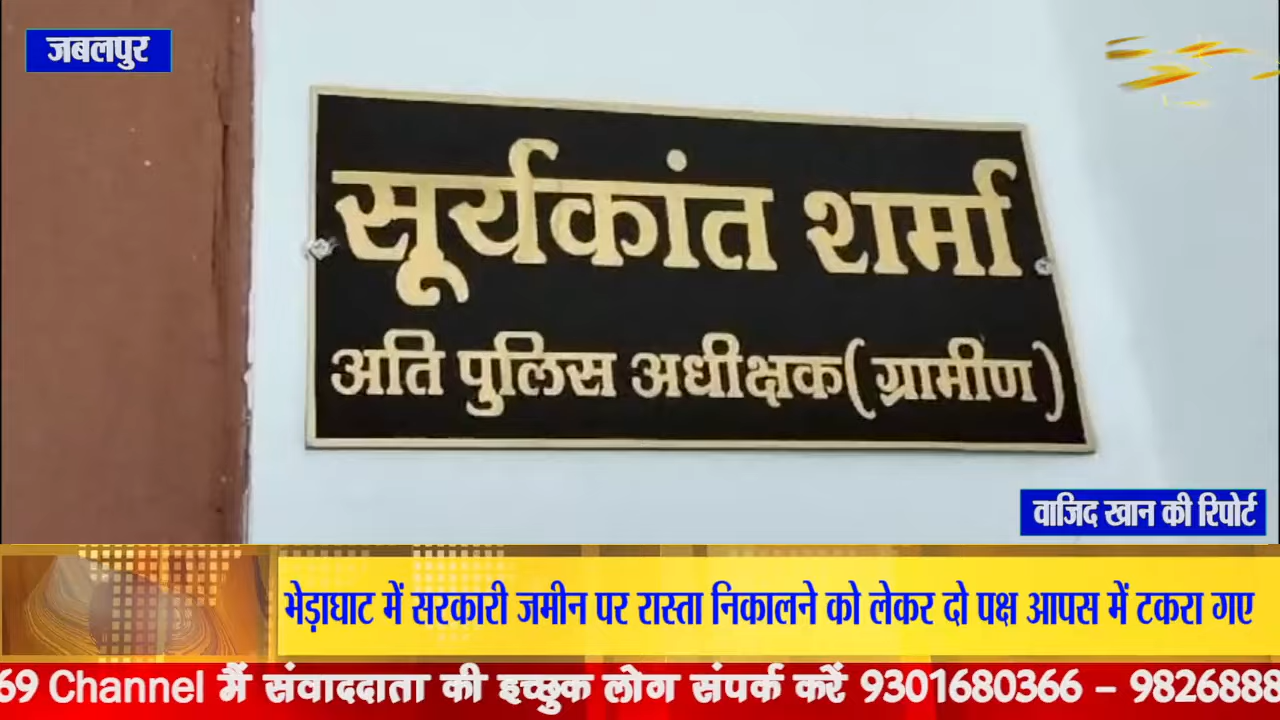 जबलपुर
सूर्यकांत शर्मा
अति पुलिस अधीक्षक(ग्रामीण)
वाजिद खान की रिपोर्ट
भेड़ाघाट में सरकारी जमीन पर रास्ता निकालने को लेकर दो पक्ष आपस में टकरा गए
69 Channel मैं संवाददाता की इच्छुक लोग संपर्क करें 9301680366 – 9826888